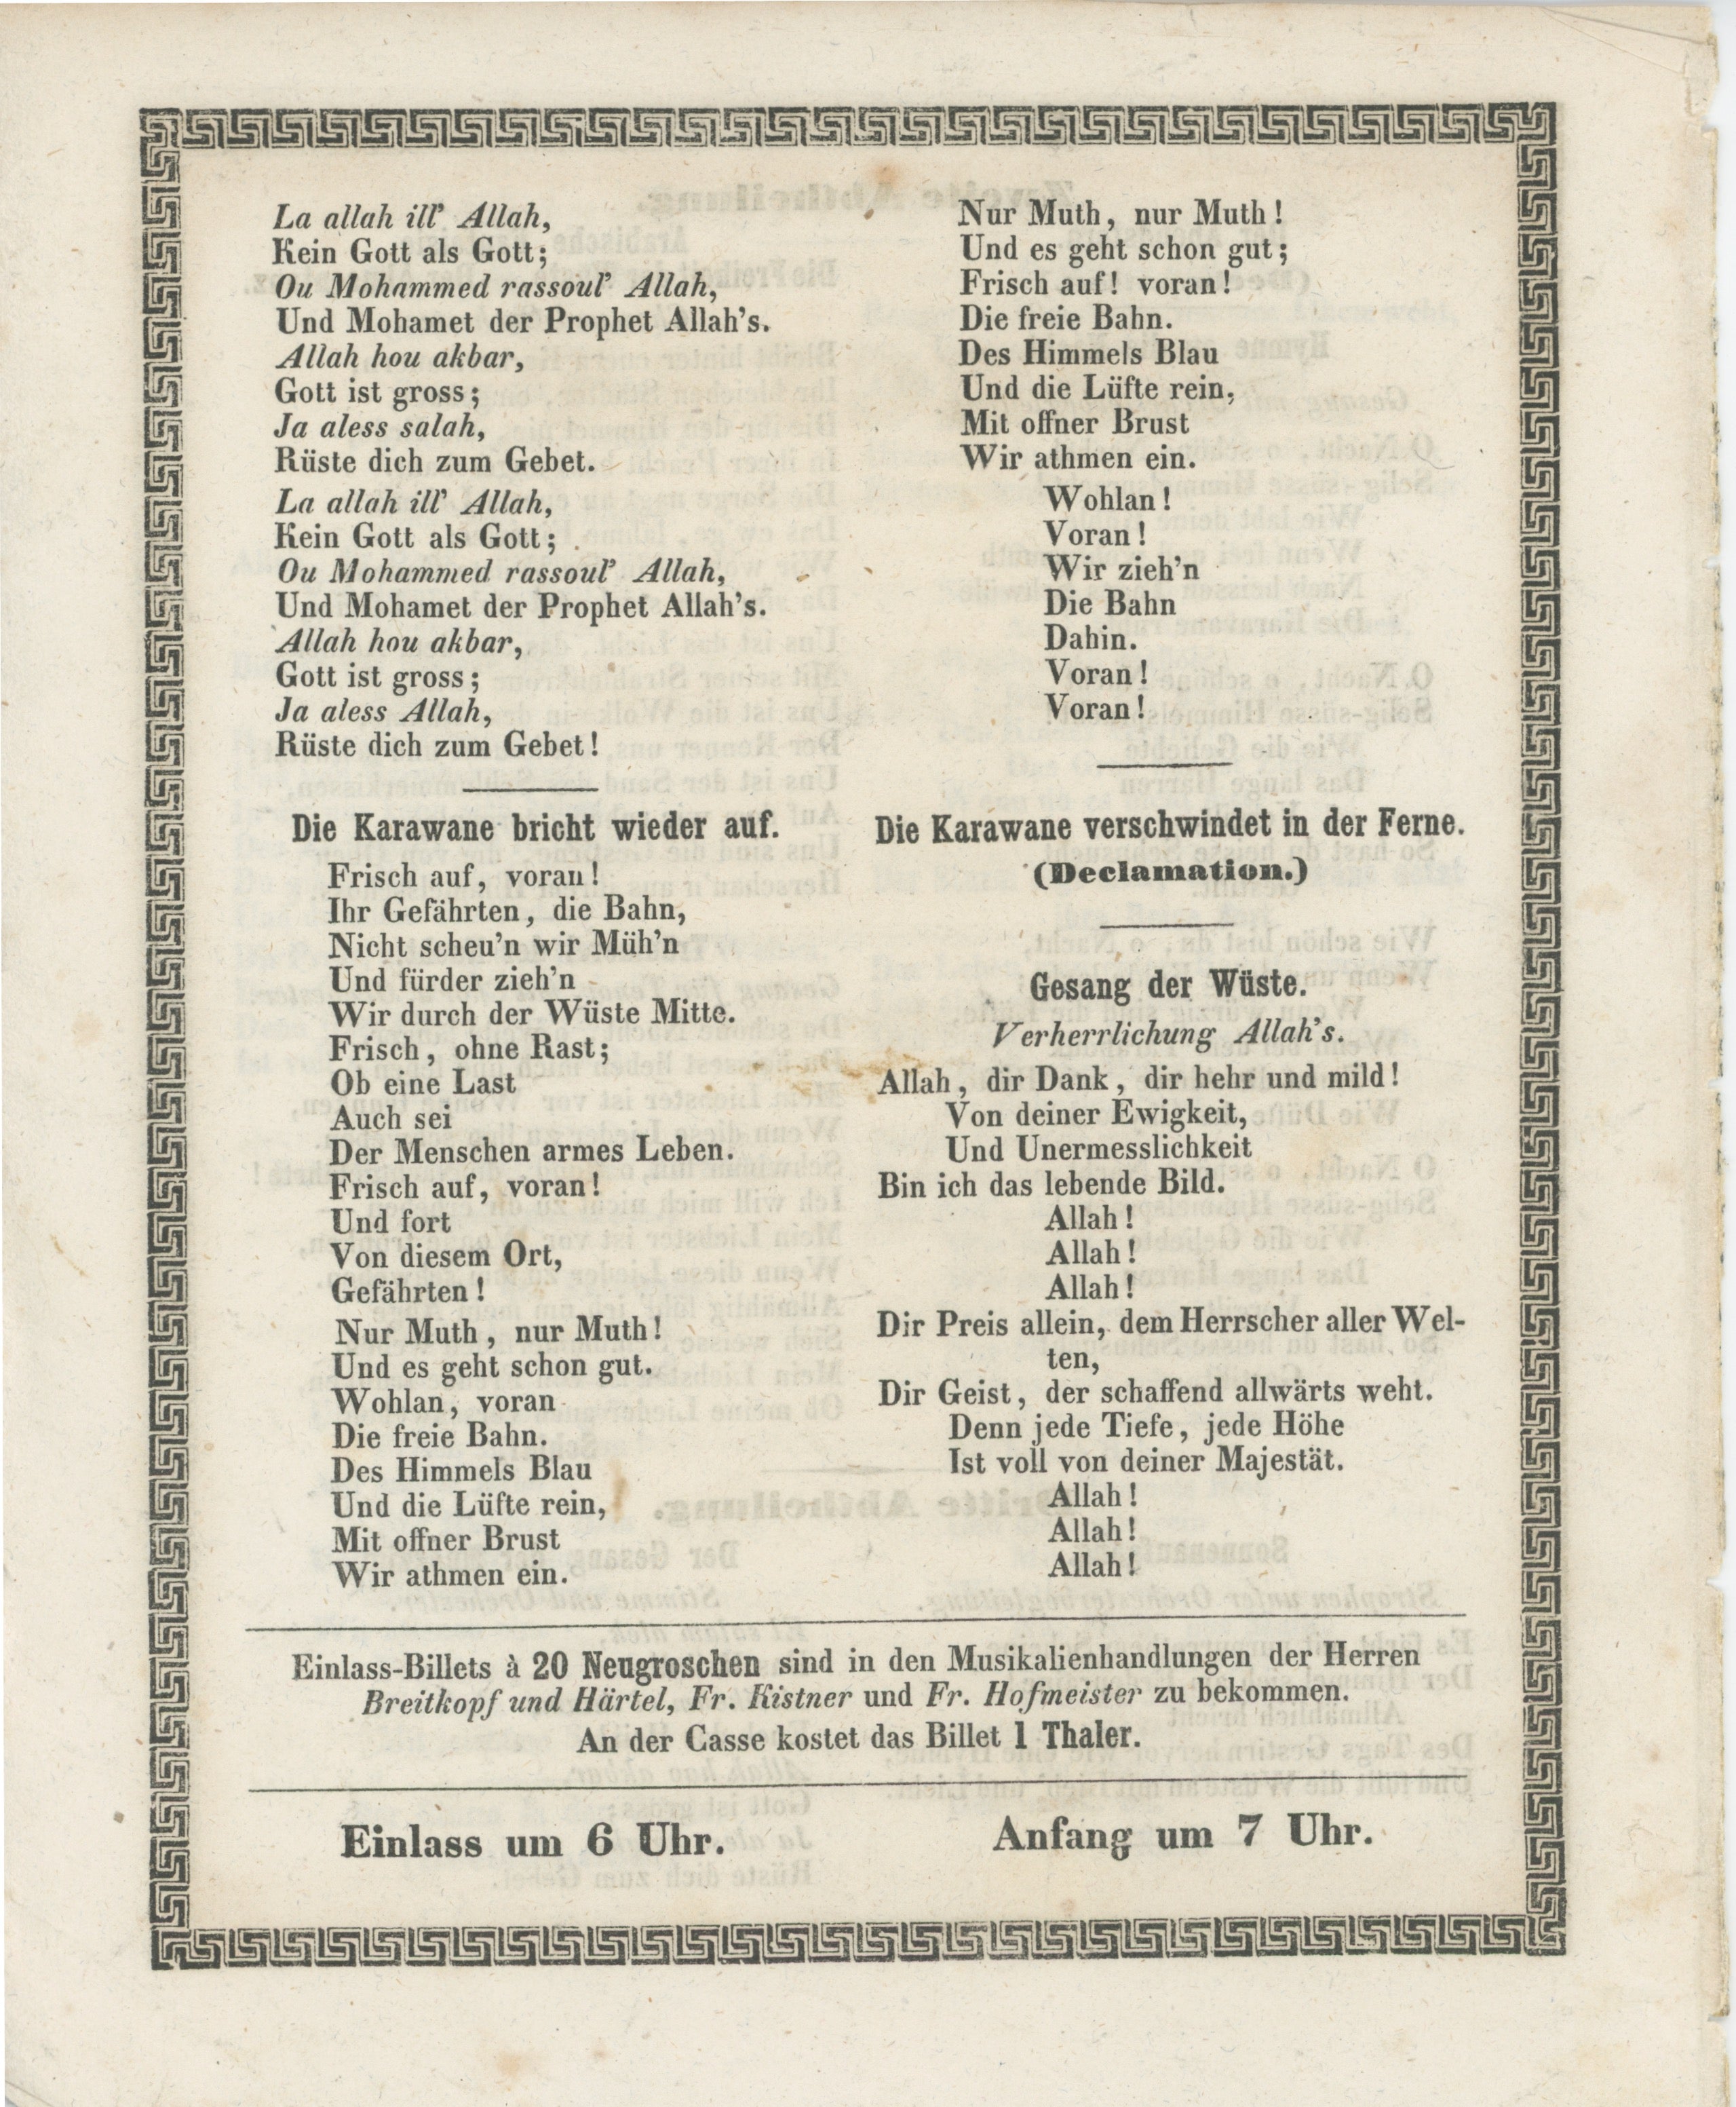 La allah ill' Allah,
Kein Gott als Gott;
Ou Mohammed rassoul' Allah,
Und Mohamet der Prophet Allah's.
Allah hou akbar,
Gott ist gross;
Ja aless salah,
Rüste dich zum Gebet.
La allah ill' Allah,
Kein Gott als Gott;
Ou Mohammed rassoul' Allah,
Und Mohamet der Prophet Allah's.
Allah hou akbar,
Gott ist gross;
Ja aless Allah,
Rüste dich zum Gebet!
Die Karawane bricht wieder auf.
Frisch auf, voran!
Ihr Gefährten, die Bahn,
Nicht scheu'n wir Müh'n
Und fürder zieh'n
Wir durch der Wüste Mitte.
Frisch, ohne Rast;
Ob eine Last
Auch sei
Der Menschen armes Leben.
Frisch auf, voran!
Und fort
Von diesem Ort,
Gefährten!
Nur Muth, nur Muth!
Und es geht schon gut.
Wohlan, voran
Die freie Bahn.
Des Himmels Blau
Und die Lüfte rein,
Mit offner Brust
Wir athmen ein.
Nur Muth, nur Muth!
Und es geht schon gut;
Frisch auf! voran!
Die freie Bahn.
Des Himmels Blau
Und die Lüfte rein,
Mit offner Brust
Wir athmen ein.
Wohlan!
Voran!
Wir zieh'n
Die Bahn
Dahin.
Voran!
Voran!
Die Karawane verschwindet in der Ferne.
(Declamation.)
Gesang der Wüste.
Verherrlichung Allah's.
Allah, dir Dank, dir hehr und mild!
Von deiner Ewigkeit,
Und Unermesslichkeit
Bin ich das lebende Bild.
Allah!
Allah!
Allah!
Dir Preis allein, dem Herrscher aller Wel-
ten,
Dir Geist, der schaffend allwärts weht.
Denn jede Tiefe, jede Höhe
Ist voll von deiner Majestät.
Allah!
Allah!
Allah!
Einlass-Billets à 20 Neugroschen sind in den Musikalienhandlungen der Herren
Breitkopf und Härtel, Fr. Kistner und Fr. Hofmeister zu bekommen.
An der Casse kostet das Billet 1 Thaler.
Einlass um 6 Uhr.
Anfang um 7 Uhr.